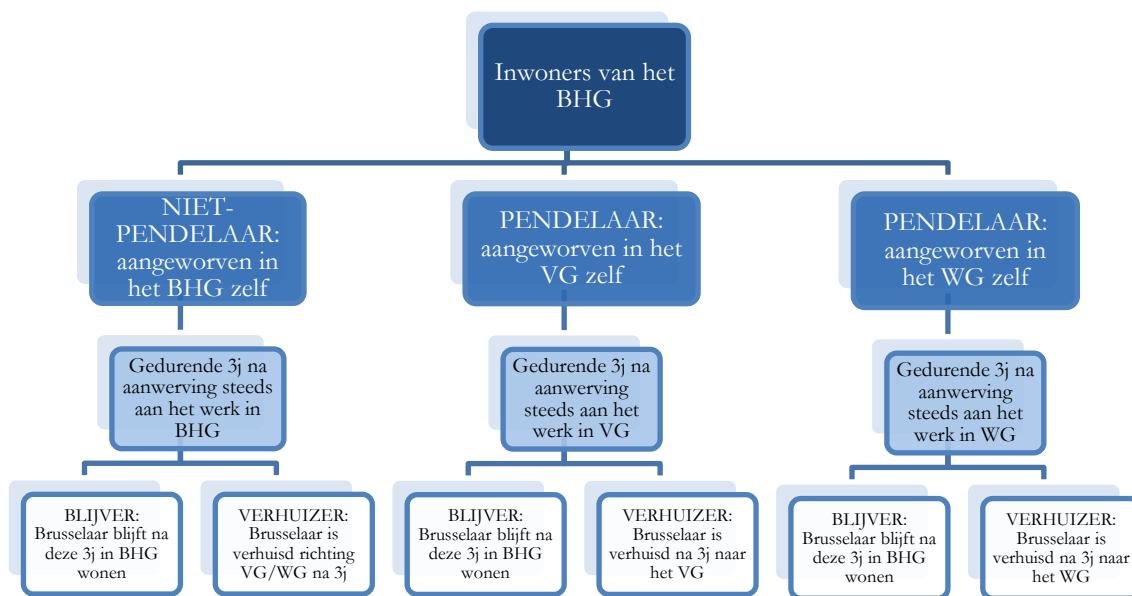 Inwoners van het
BHG
NIET-
PENDELAAR:
aangeworven in
het BHG zelf
PENDELAAR:
aangeworven in het
VG zelf
PENDELAAR:
aangeworven in
het WG zelf
Gedurende 3j na
aanwerving steeds
aan het werk in
BHG
Gedurende 3j na
aanwerving
steeds aan het
werk in VG
Gedurende 3j na
aanwerving
steeds aan het
werk in WG
BLIJVER:
Brusselaar blijft na
deze 3j in BHG
wonen
VERHUIZER:
Brusselaar is
verhuisd richting
VG/WG na 3j
BLIJVER:
Brusselaar blijft na
deze 3j in BHG
wonen
VERHUIZER:
Brusselaar is
verhuisd na 3j naar
het VG
BLIJVER:
Brusselaar blijft na
deze 3j in BHG
wonen
VERHUIZER:
Brusselaar is
verhuisd na 3j naar
het WG